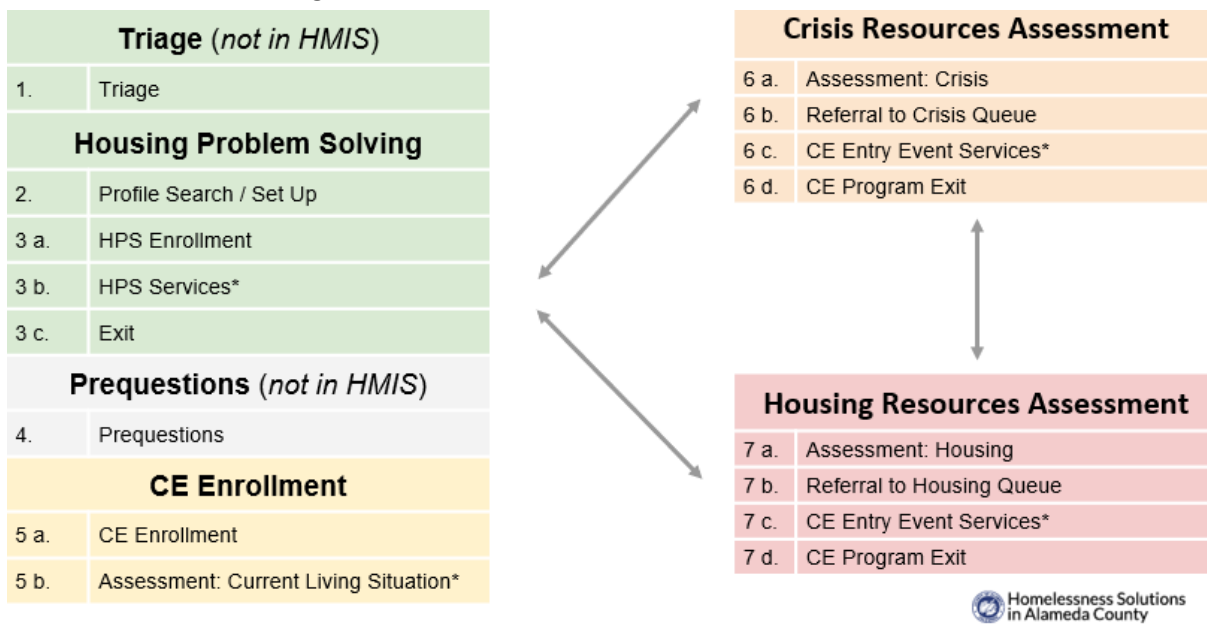 Triage (not in HMIS)
1. Triage
Housing Problem Solving
2. Profile Search / Set Up
3 a. HPS Enrollment
3 b. HPS Services*
3 c. Exit
Prequestions (not in HMIS)
4. Prequestions
CE Enrollment
5 a. CE Enrollment
5 b. Assessment: Current Living Situation*
Crisis Resources Assessment
6 a. Assessment: Crisis
6 b. Referral to Crisis Queue
6 c. CE Entry Event Services*
6 d. CE Program Exit
Housing Resources Assessment
7 a. Assessment: Housing
7 b. Referral to Housing Queue
7 c. CE Entry Event Services*
7 d. CE Program Exit
Homelessness Solutions
in Alameda County